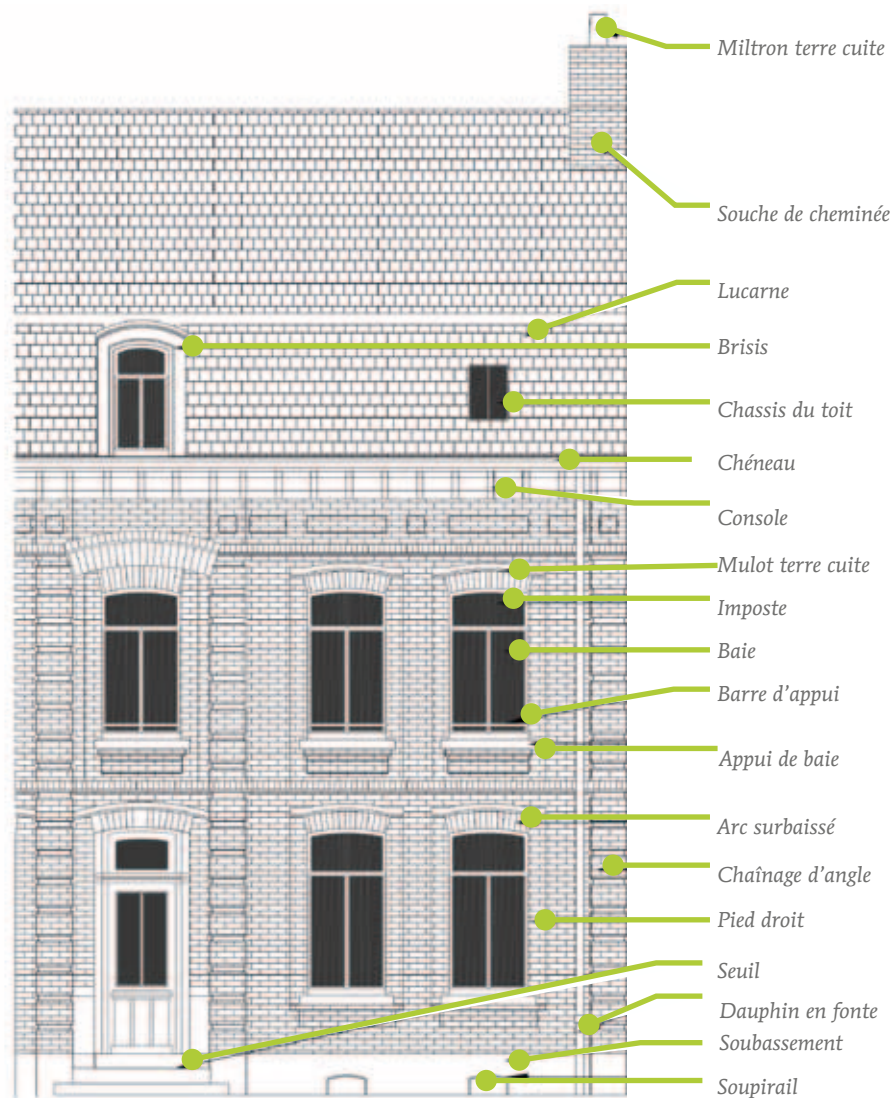 Miltron terre cuite
Souche de cheminée
Lucarne
Brisis
Chassis du toit
Chéneau
Console
Mulot terre cuite
Imposte
Baie
Barre d'appui
Appui de baie
Arc surbaissé
Chaînage d'angle
Pied droit
Seuil
Dauphin en fonte
Soubassement
Soupirail